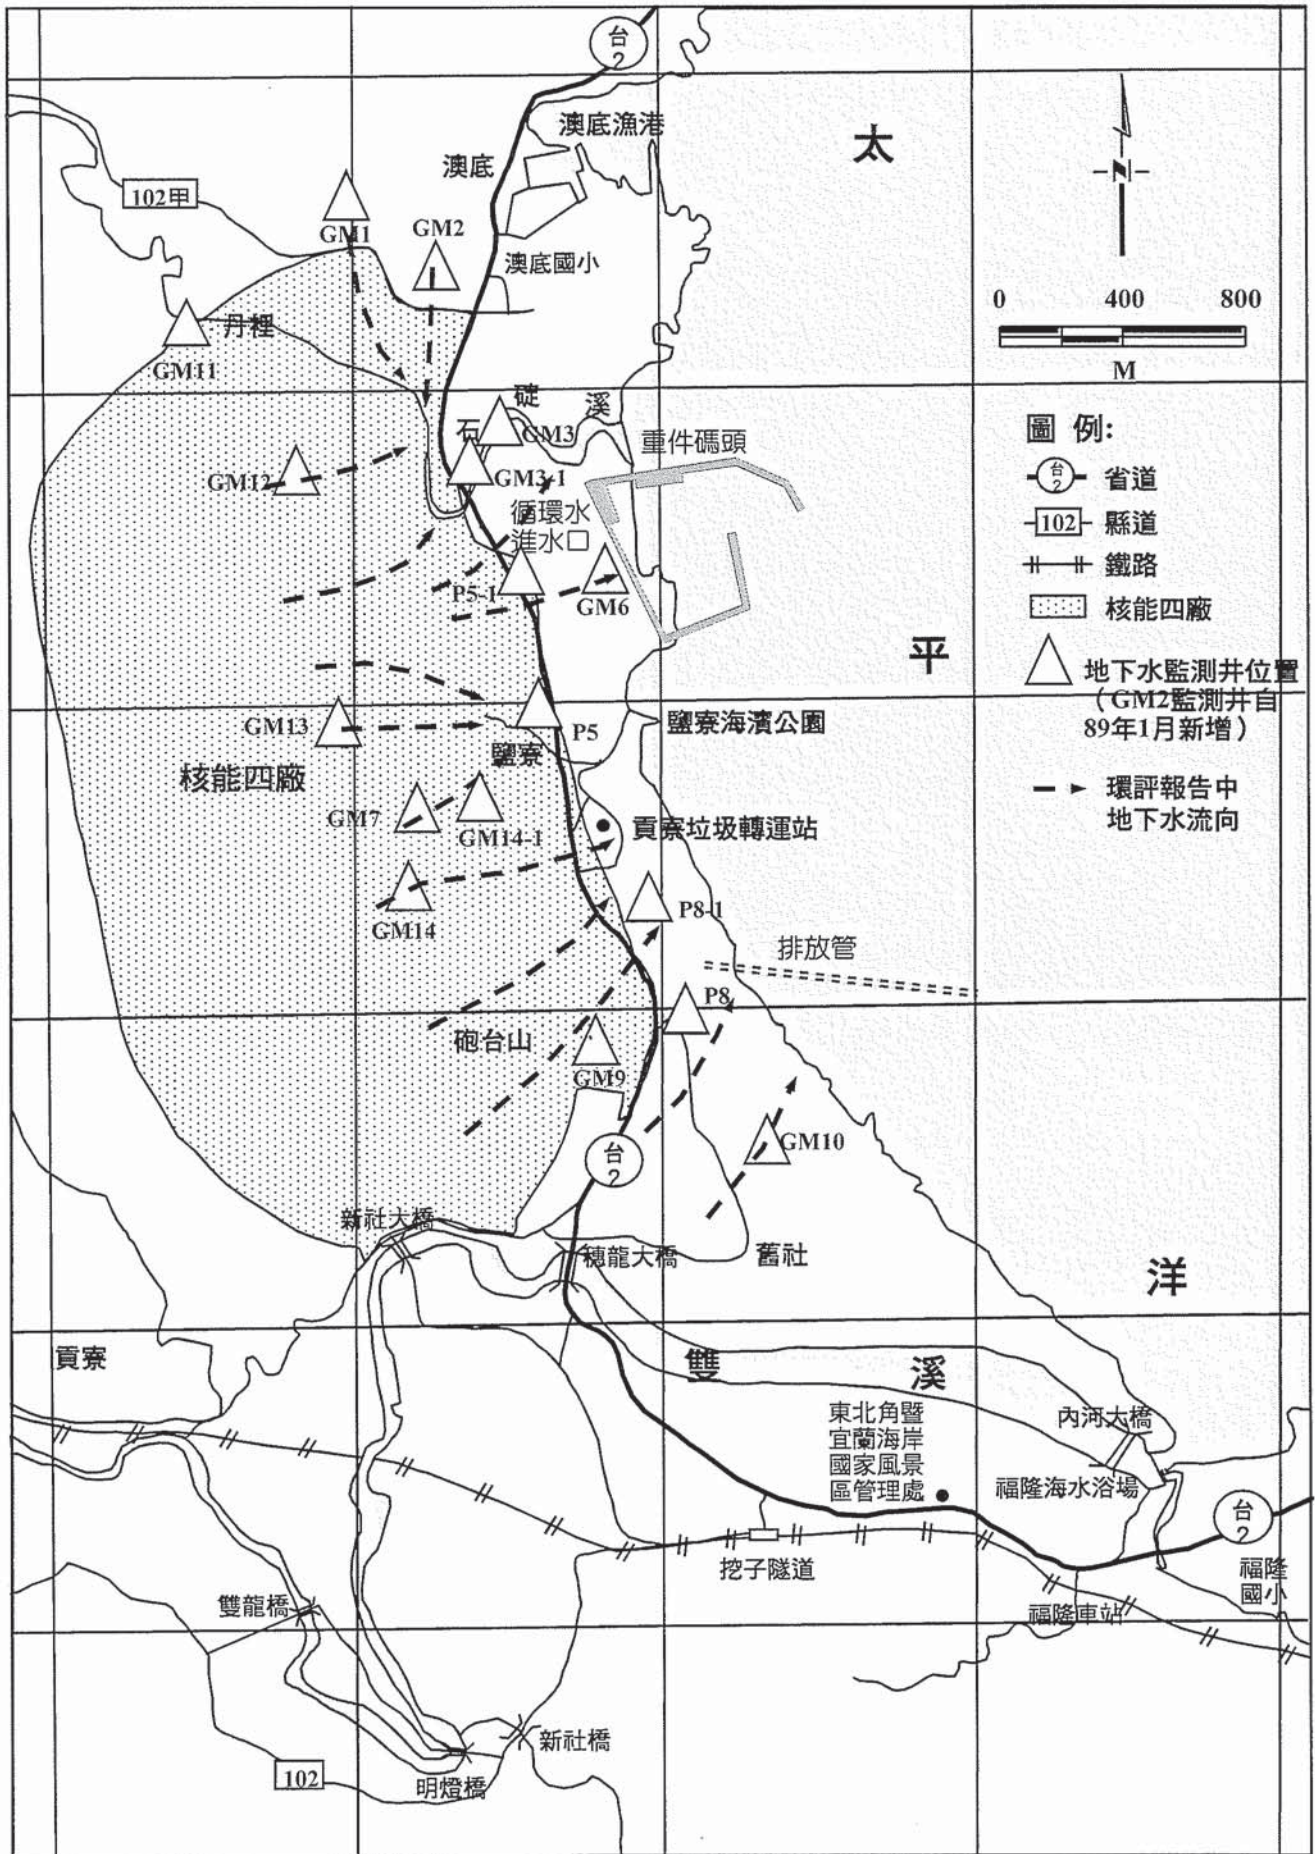 台
2
澳底漁港
太
澳底
102甲
GM1
GM2
澳底國小
0 400 800
M
丹裡
GM11
碇
溪
石
GM3
重件碼頭
圖 例:
台
2
省道
GM12
GM3-1
循環水
進水口
102
縣道
鐵路
P5-1
GM6
核能四廠
平
地下水監測井位置
(GM2監測井自
89年1月新增)
GM13
P5
鹽寮海濱公園
鹽寮
核能四廠
環評報告中
地下水流向
GM7
GM14-1
貢寮垃圾轉運站
GM14
P8-1
排放管
P8
砲台山
GM9
GM10
台
2
新社大橋
穗龍大橋
舊社
洋
貢寮
雙
溪
東北角暨
宜蘭海岸
國家風景
區管理處
內河大橋
福隆海水浴場
台
2
挖子隧道
福隆
國小
雙龍橋
福隆車站
新社橋
102
明燈橋
N